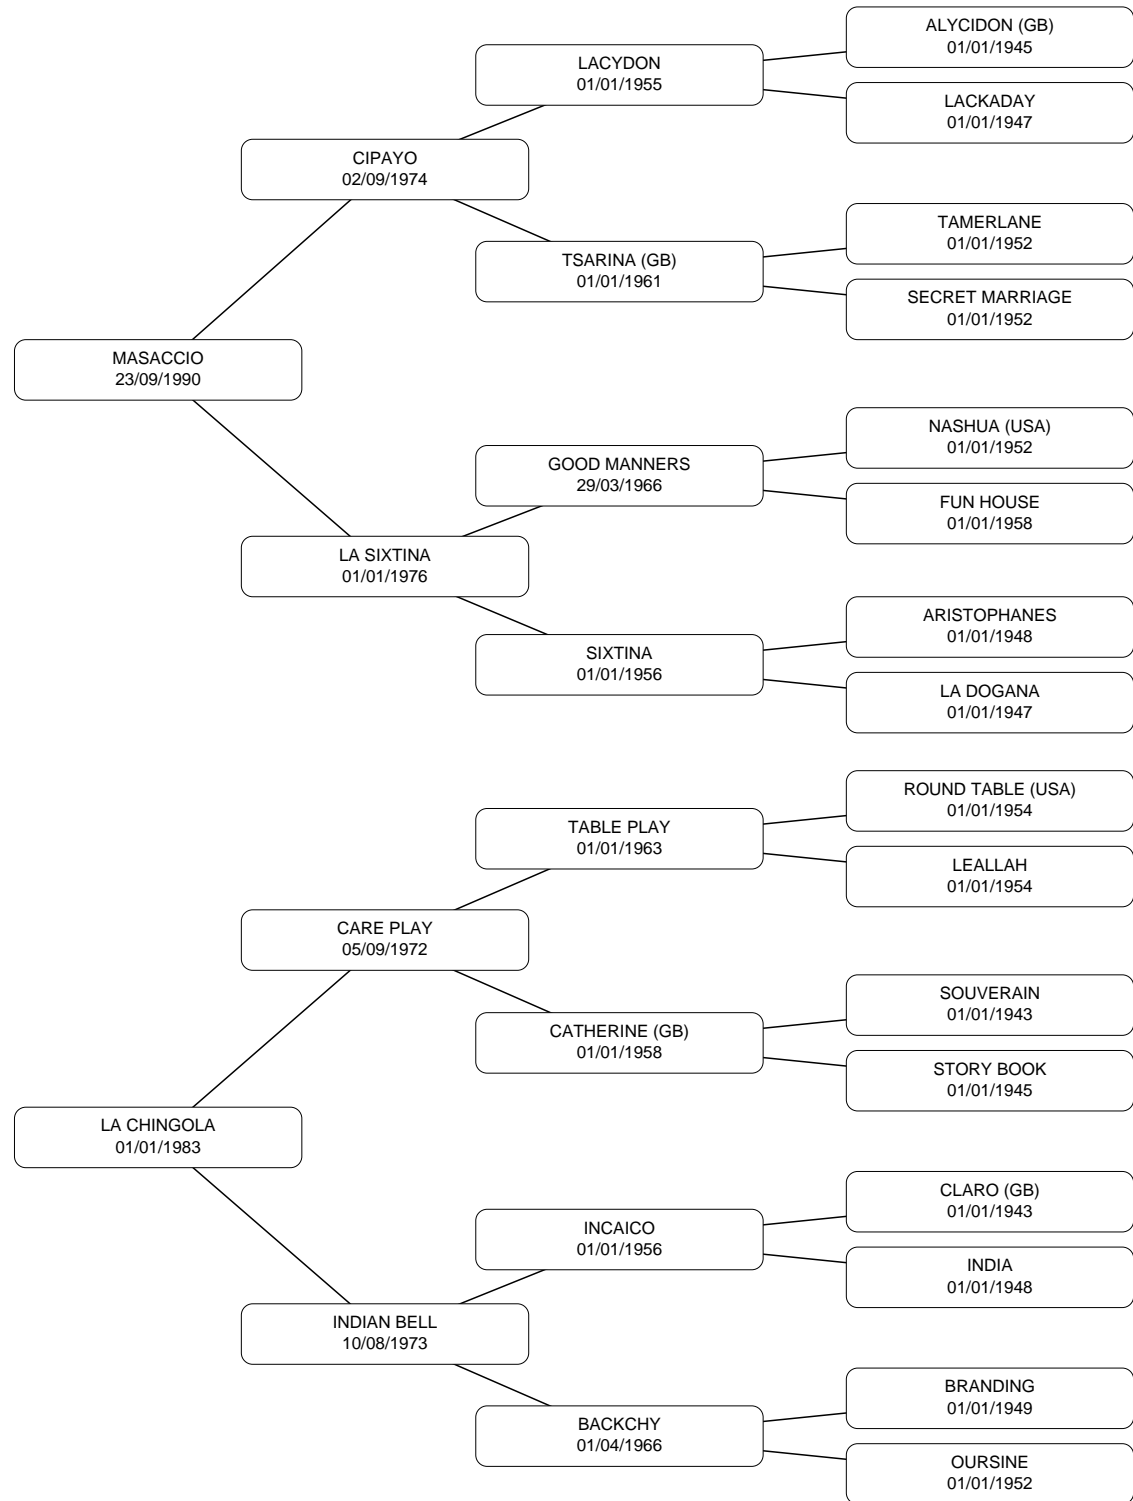 ALYCIDON (GB)
01/01/1945
LACYDON
01/01/1955
LACKADAY
01/01/1947
CIPAYO
02/09/1974
TAMERLANE
01/01/1952
TSARINA (GB)
01/01/1961
SECRET MARRIAGE
01/01/1952
MASACCIO
23/09/1990
NASHUA (USA)
01/01/1952
GOOD MANNERS
29/03/1966
FUN HOUSE
01/01/1958
LA SIXTINA
01/01/1976
ARISTOPHANES
01/01/1948
SIXTINA
01/01/1956
LA DOGANA
01/01/1947
ROUND TABLE (USA)
01/01/1954
TABLE PLAY
01/01/1963
LEALLAH
01/01/1954
CARE PLAY
05/09/1972
SOUVERAIN
01/01/1943
CATHERINE (GB)
01/01/1958
STORY BOOK
01/01/1945
LA CHINGOLA
01/01/1983
CLARO (GB)
01/01/1943
INCAICO
01/01/1956
INDIA
01/01/1948
INDIAN BELL
10/08/1973
BRANDING
01/01/1949
BACKCHY
01/04/1966
OURSINE
01/01/1952